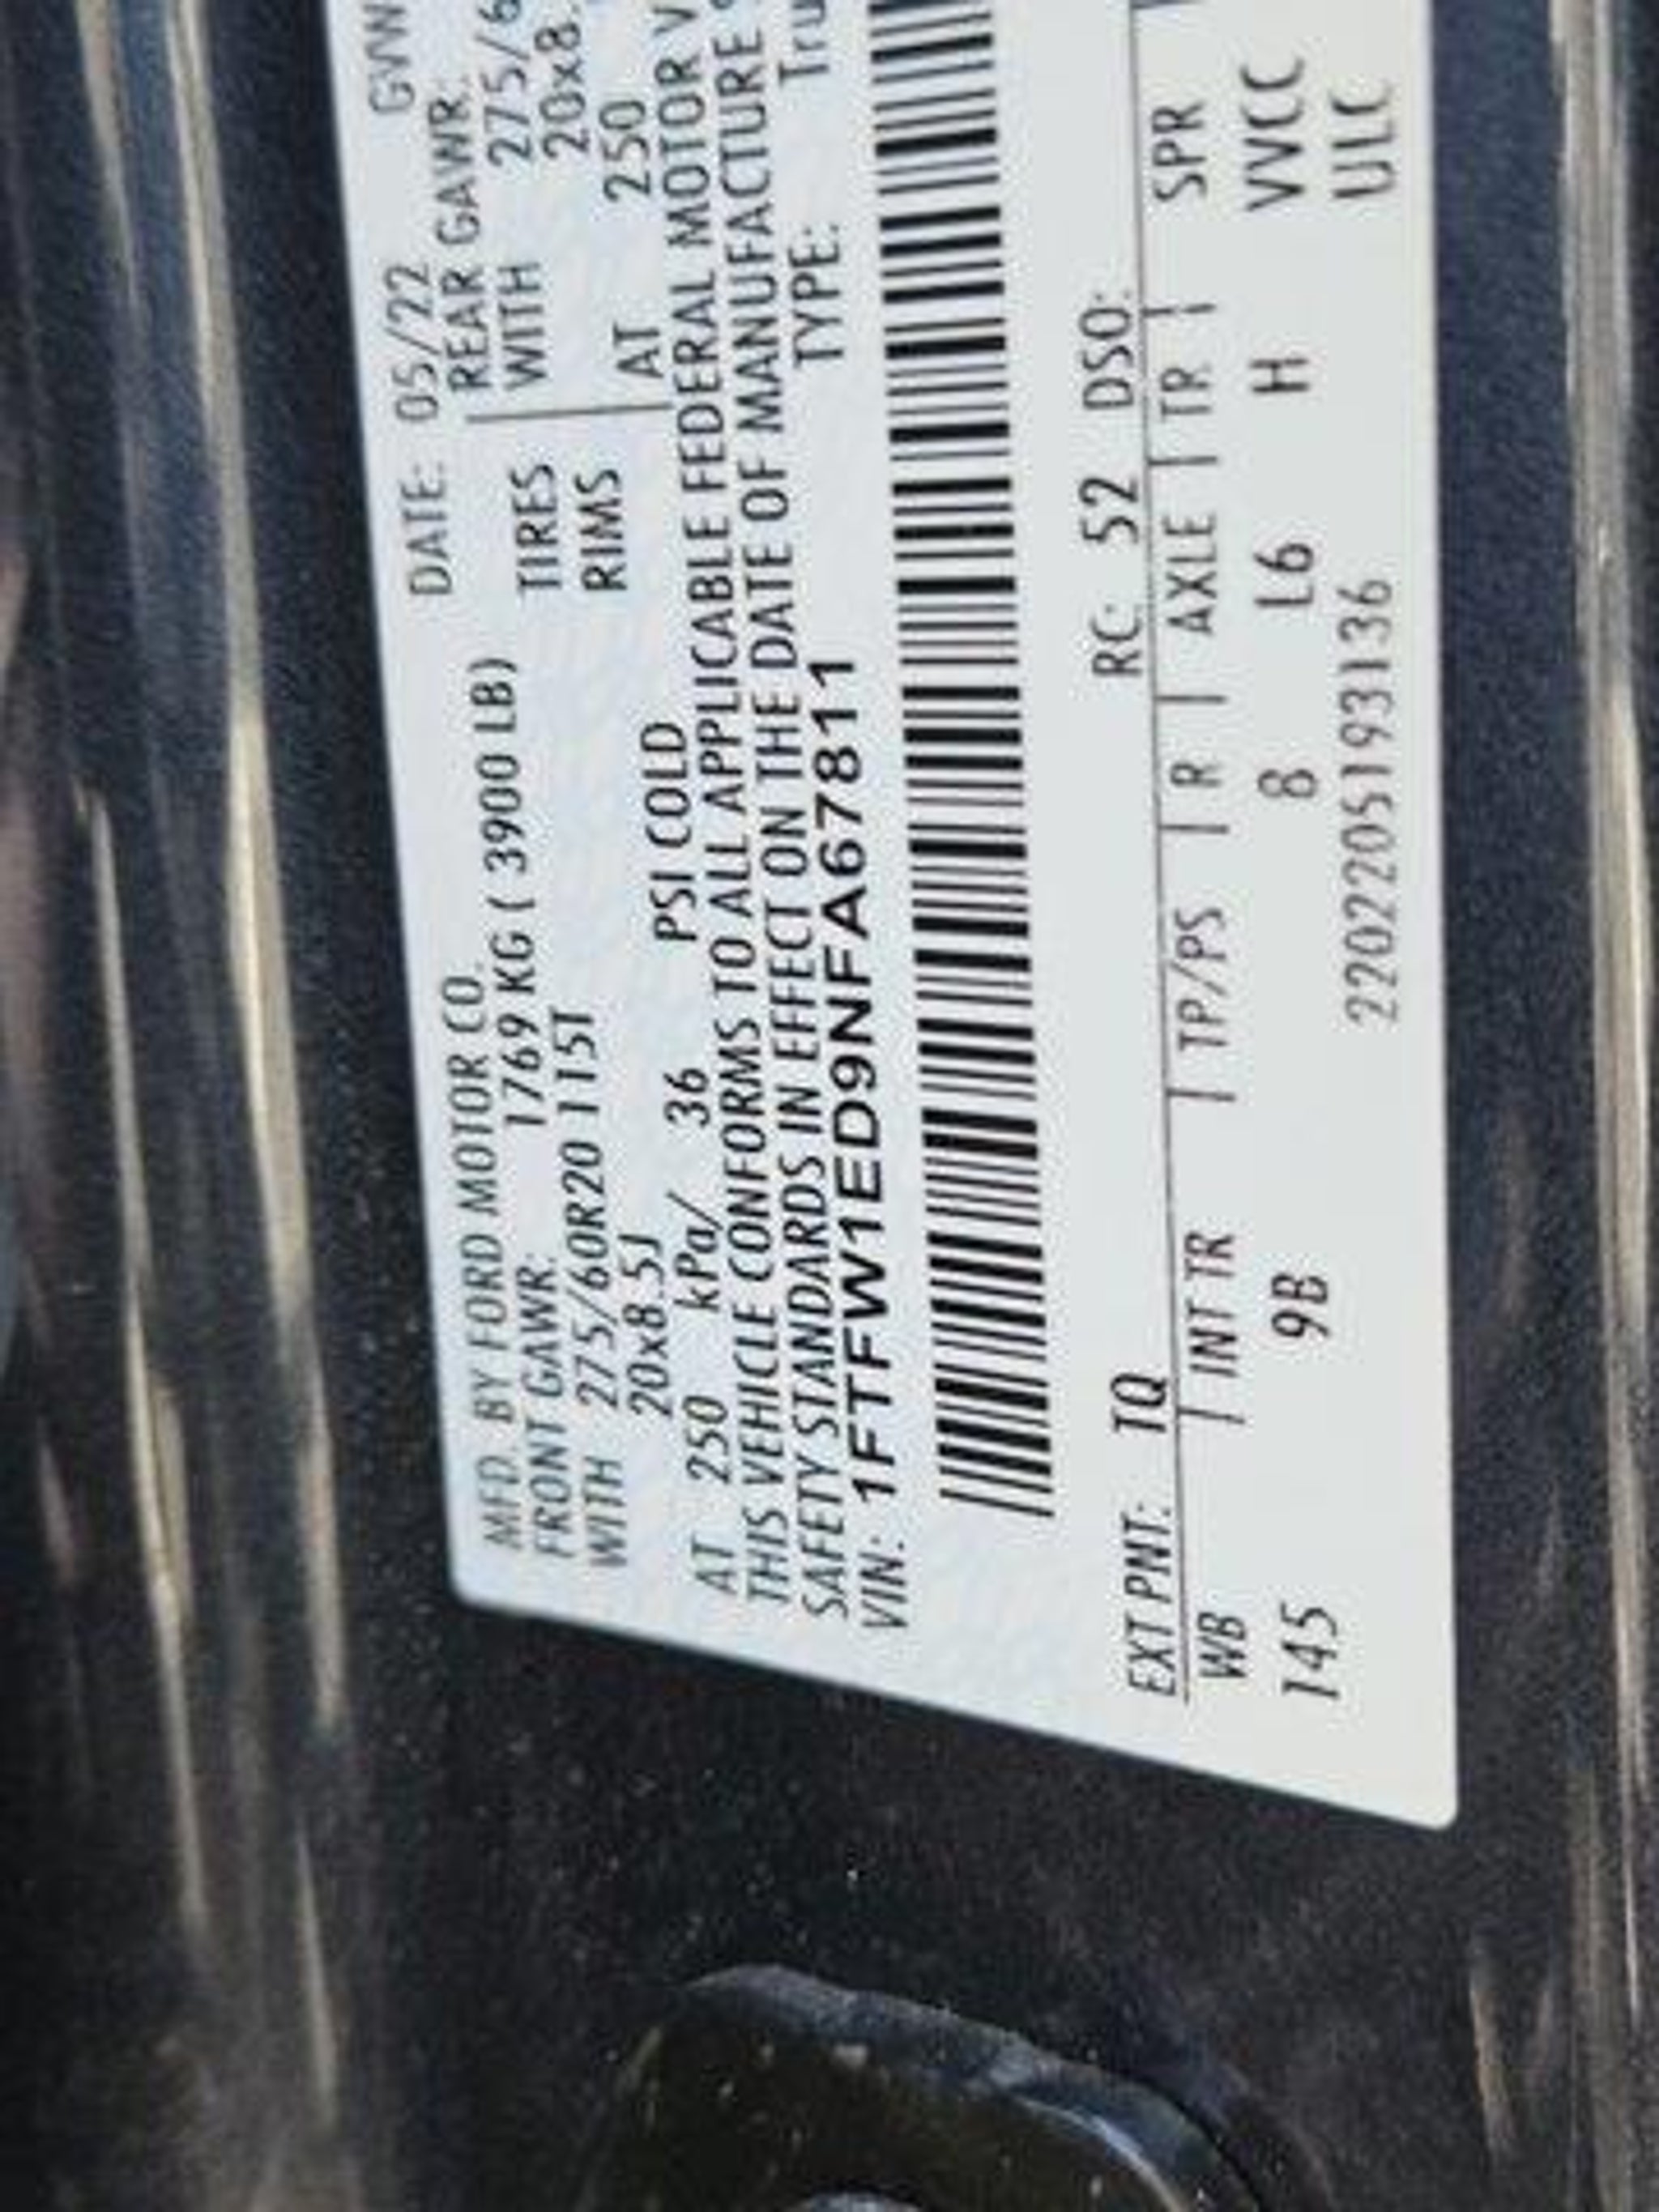 MFD. BY FORD MOTOR CO. DATE: 05/22 GVW
FRONT GAWR: REAR GAWR:
1769 KG ( 3900 LB)
WITH 275/60R20 115T TIRES WITH 275/6
20x8.5J RIMS 20x8.
AT 250 kPa/ 36 PSI COLD AT 250
THIS VEHICLE CONFORMS TO ALL APPLICABLE FEDERAL MOTOR V
SAFETY STANDARDS IN EFFECT ON THE DATE OF MANUFACTURE
VIN: 1FTFW1ED9NFA67811 TYPE: Tru
EXT PNT: TQ RC: 52 DSO:
WB / INT TR / TP/PS / R / AXLE / TR / SPR
145 9B 8 L6 H VVCC
2202205193136 ULC